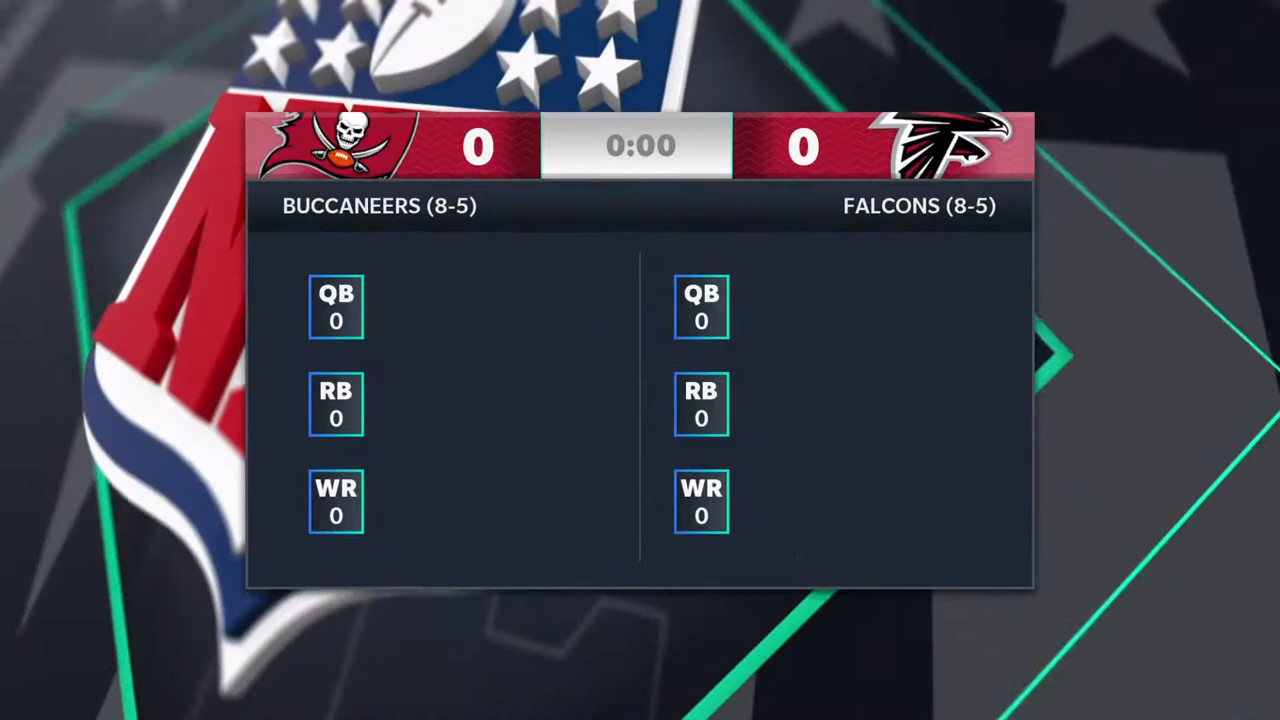 0 0:00 0
BUCCANEERS (8-5) FALCONS (8-5)
QB QB
0 0
RB RB
0 0
WR WR
0 0